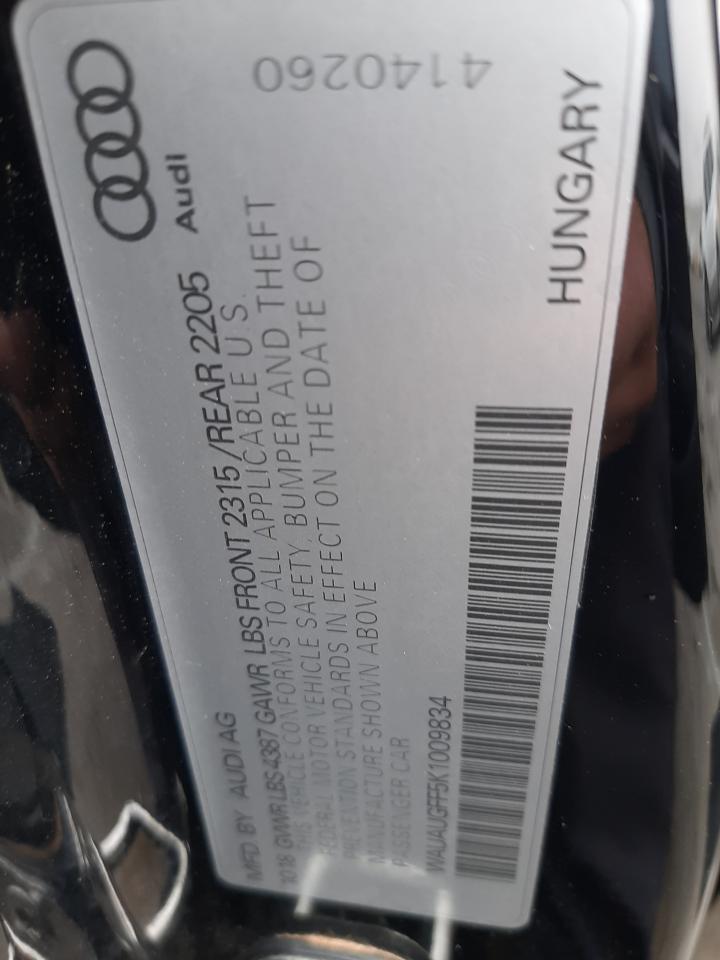 Audi
MFD BY AUDI AG
10.18 GVWR LBS 4387 GAWR LBS FRONT 2315 /REAR 2205
THIS VEHICLE CONFORMS TO ALL APPLICABLE U.S.
FEDERAL MOTOR VEHICLE SAFETY, BUMPER AND THEFT
PREVENTION STANDARDS IN EFFECT ON THE DATE OF
MANUFACTURE SHOWN ABOVE
PASSENGER CAR
WAUAUGFF5K1009834
HUNGARY
4140260